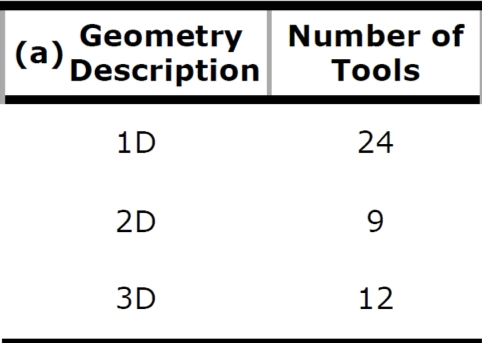 (a) Geometry Description Number of Tools
1D 24
2D 9
3D 12